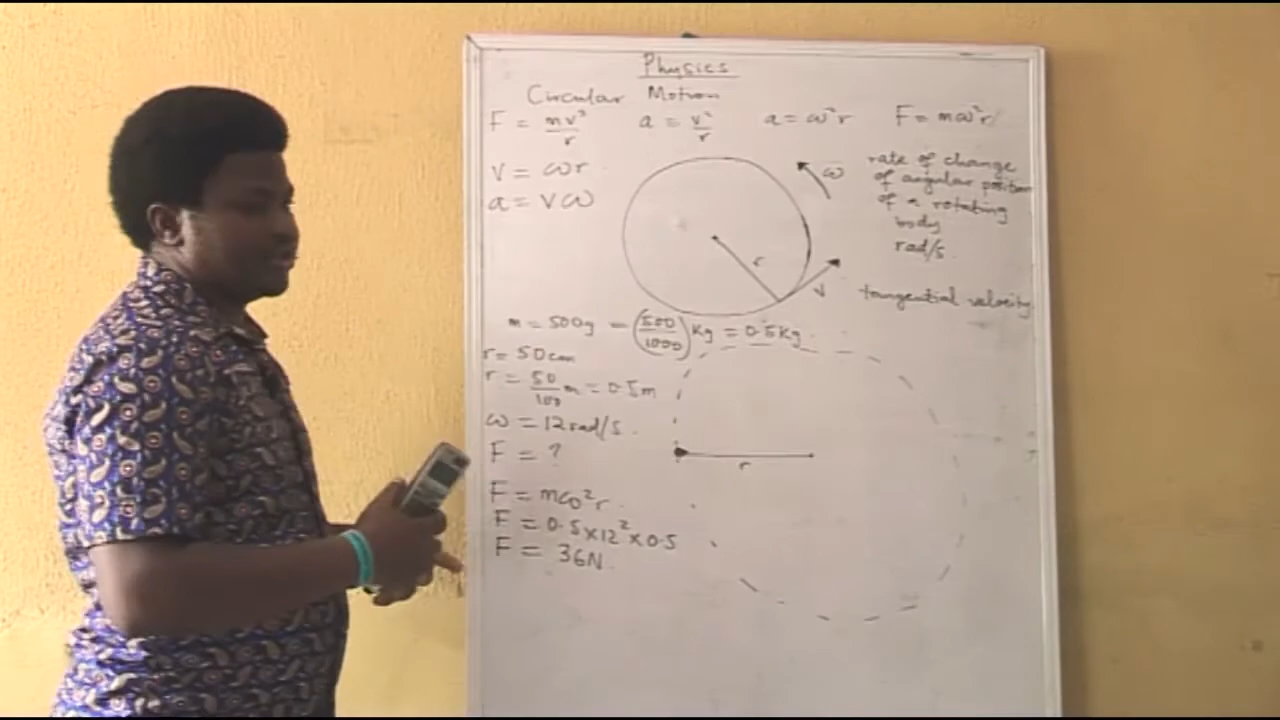 Physics
Circular Motion
F = mv²/r a = v²/r a = ω²r F = mω²r
V = ωr
a = Vω
ω
rate of change
of angular position
of a rotating
body
rad/s.
r
V tangential velocity
m = 500g = (500/1000) Kg = 0.5Kg.
r = 50cm
r = 50/100 m = 0.5m
ω = 12rad/s.
F = ?
r
F = mω²r.
F = 0.5×12²×0.5
F = 36N.